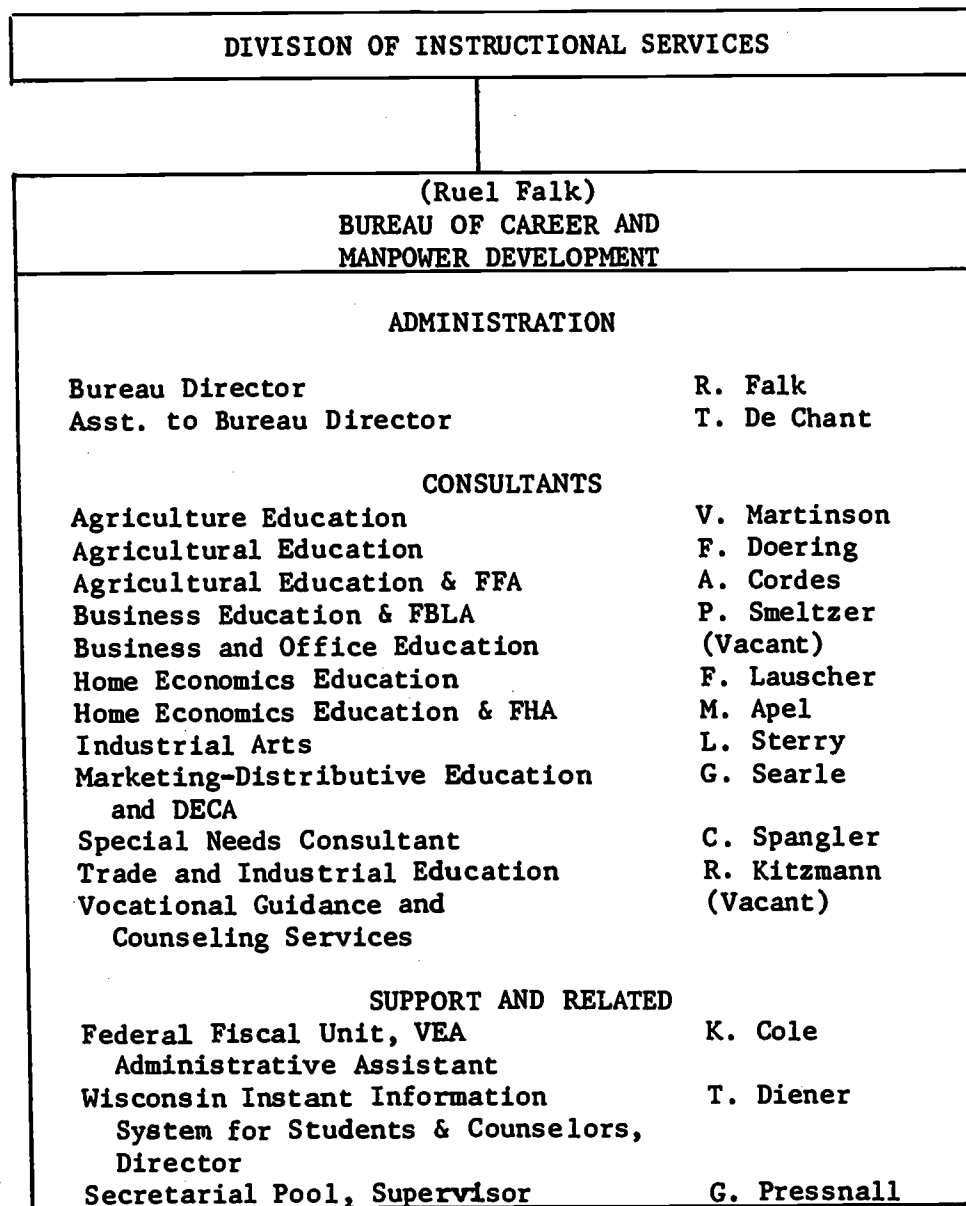 DIVISION OF INSTRUCTIONAL SERVICES
(Ruel Falk)
BUREAU OF CAREER AND
MANPOWER DEVELOPMENT
ADMINISTRATION
Bureau Director R. Falk
Asst. to Bureau Director T. De Chant
CONSULTANTS
Agriculture Education V. Martinson
Agricultural Education F. Doering
Agricultural Education & FFA A. Cordes
Business Education & FBLA P. Smeltzer
Business and Office Education (Vacant)
Home Economics Education F. Lauscher
Home Economics Education & FHA M. Apel
Industrial Arts L. Sterry
Marketing-Distributive Education G. Searle
and DECA
Special Needs Consultant C. Spangler
Trade and Industrial Education R. Kitzmann
Vocational Guidance and (Vacant)
Counseling Services
SUPPORT AND RELATED
Federal Fiscal Unit, VEA K. Cole
Administrative Assistant
Wisconsin Instant Information T. Diener
System for Students & Counselors,
Director
Secretarial Pool, Supervisor G. Pressnall